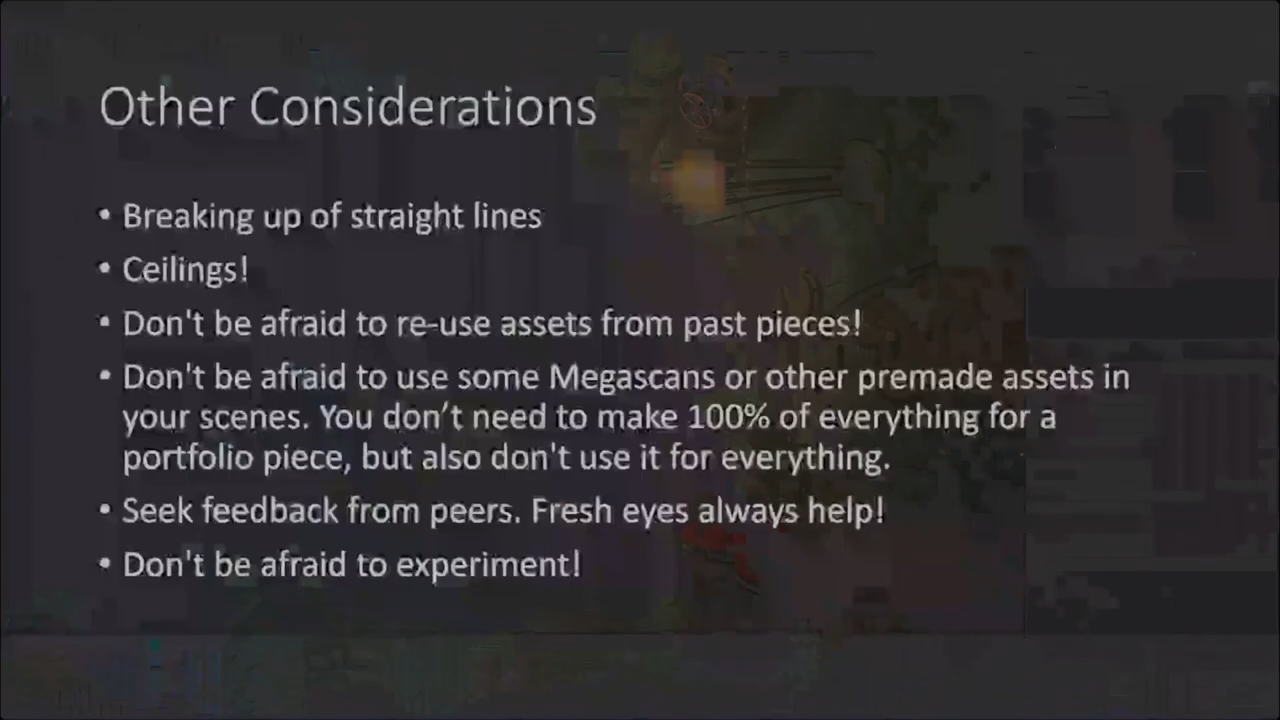 Other Considerations
• Breaking up of straight lines
• Ceilings!
• Don't be afraid to re-use assets from past pieces!
• Don't be afraid to use some Megascans or other premade assets in
your scenes. You don’t need to make 100% of everything for a
portfolio piece, but also don't use it for everything.
• Seek feedback from peers. Fresh eyes always help!
• Don't be afraid to experiment!